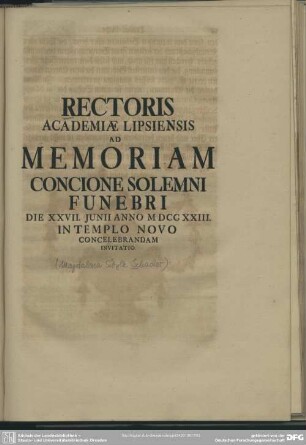 RECTORIS
ACADEMIÆ LIPSIENSIS
AD
MEMORIAM
CONCIONE SOLEMNI
FUNEBRI
DIE XXVII. JUNII ANNO MDCCXXIII.
IN TEMPLO NOVO
CONCELEBRANDAM
INVITATIO.